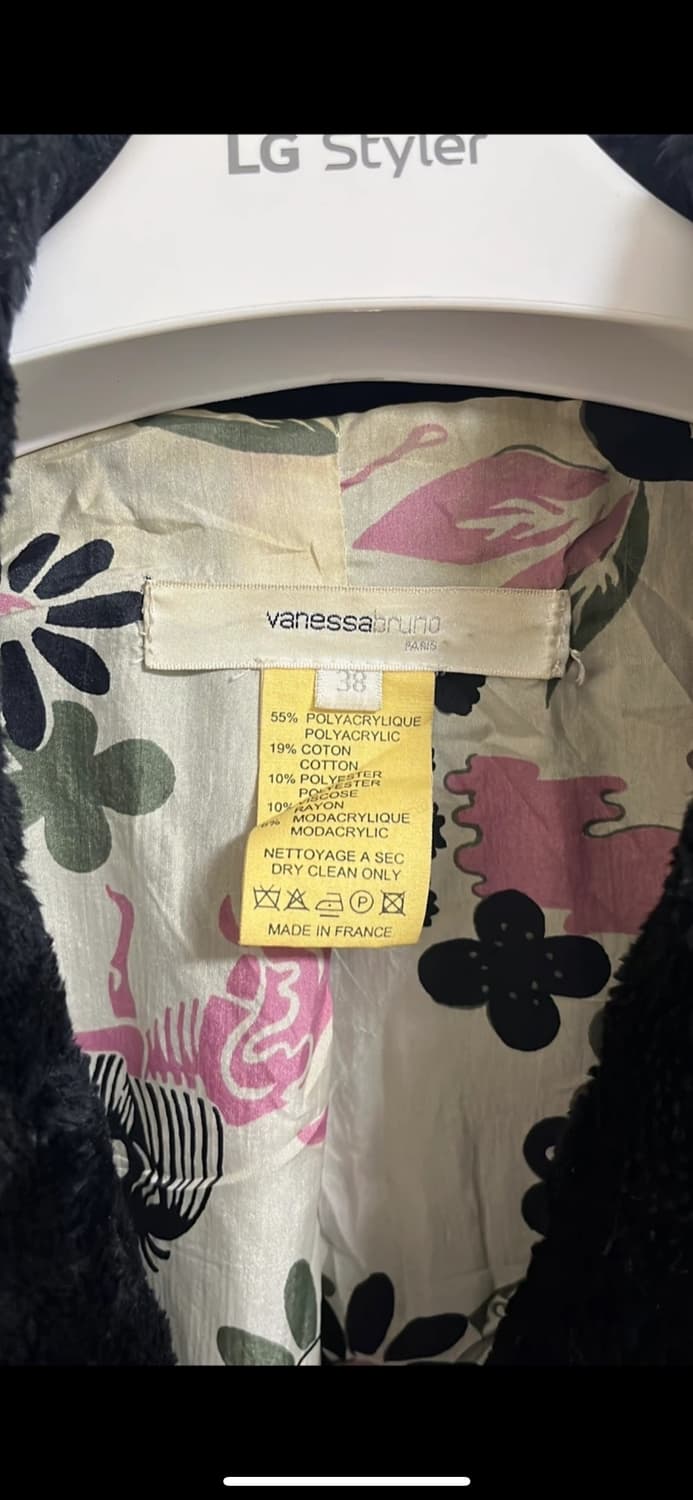 LG Styler
vanessabruno
PARIS
38
55% POLYACRYLIQUE
POLYACRYLIC
19% COTON
COTTON
10% POLYESTER
POLYESTER
10% VISCOSE
RAYON
MODACRYLIQUE
MODACRYLIC
NETTOYAGE A SEC
DRY CLEAN ONLY
P
MADE IN FRANCE